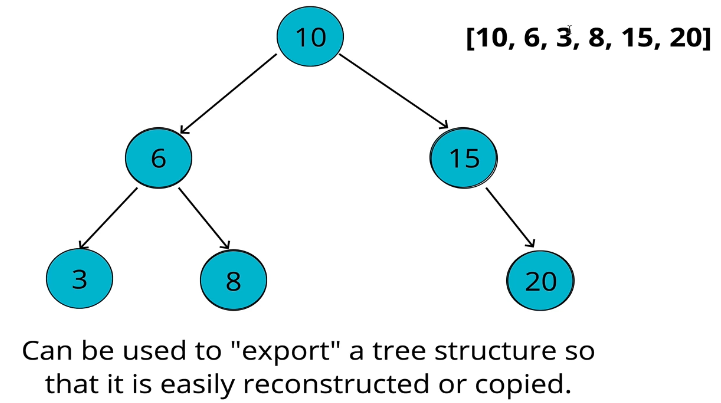 10
[10, 6, 3, 8, 15, 20]
6
15
3
8
20
Can be used to "export" a tree structure so
that it is easily reconstructed or copied.